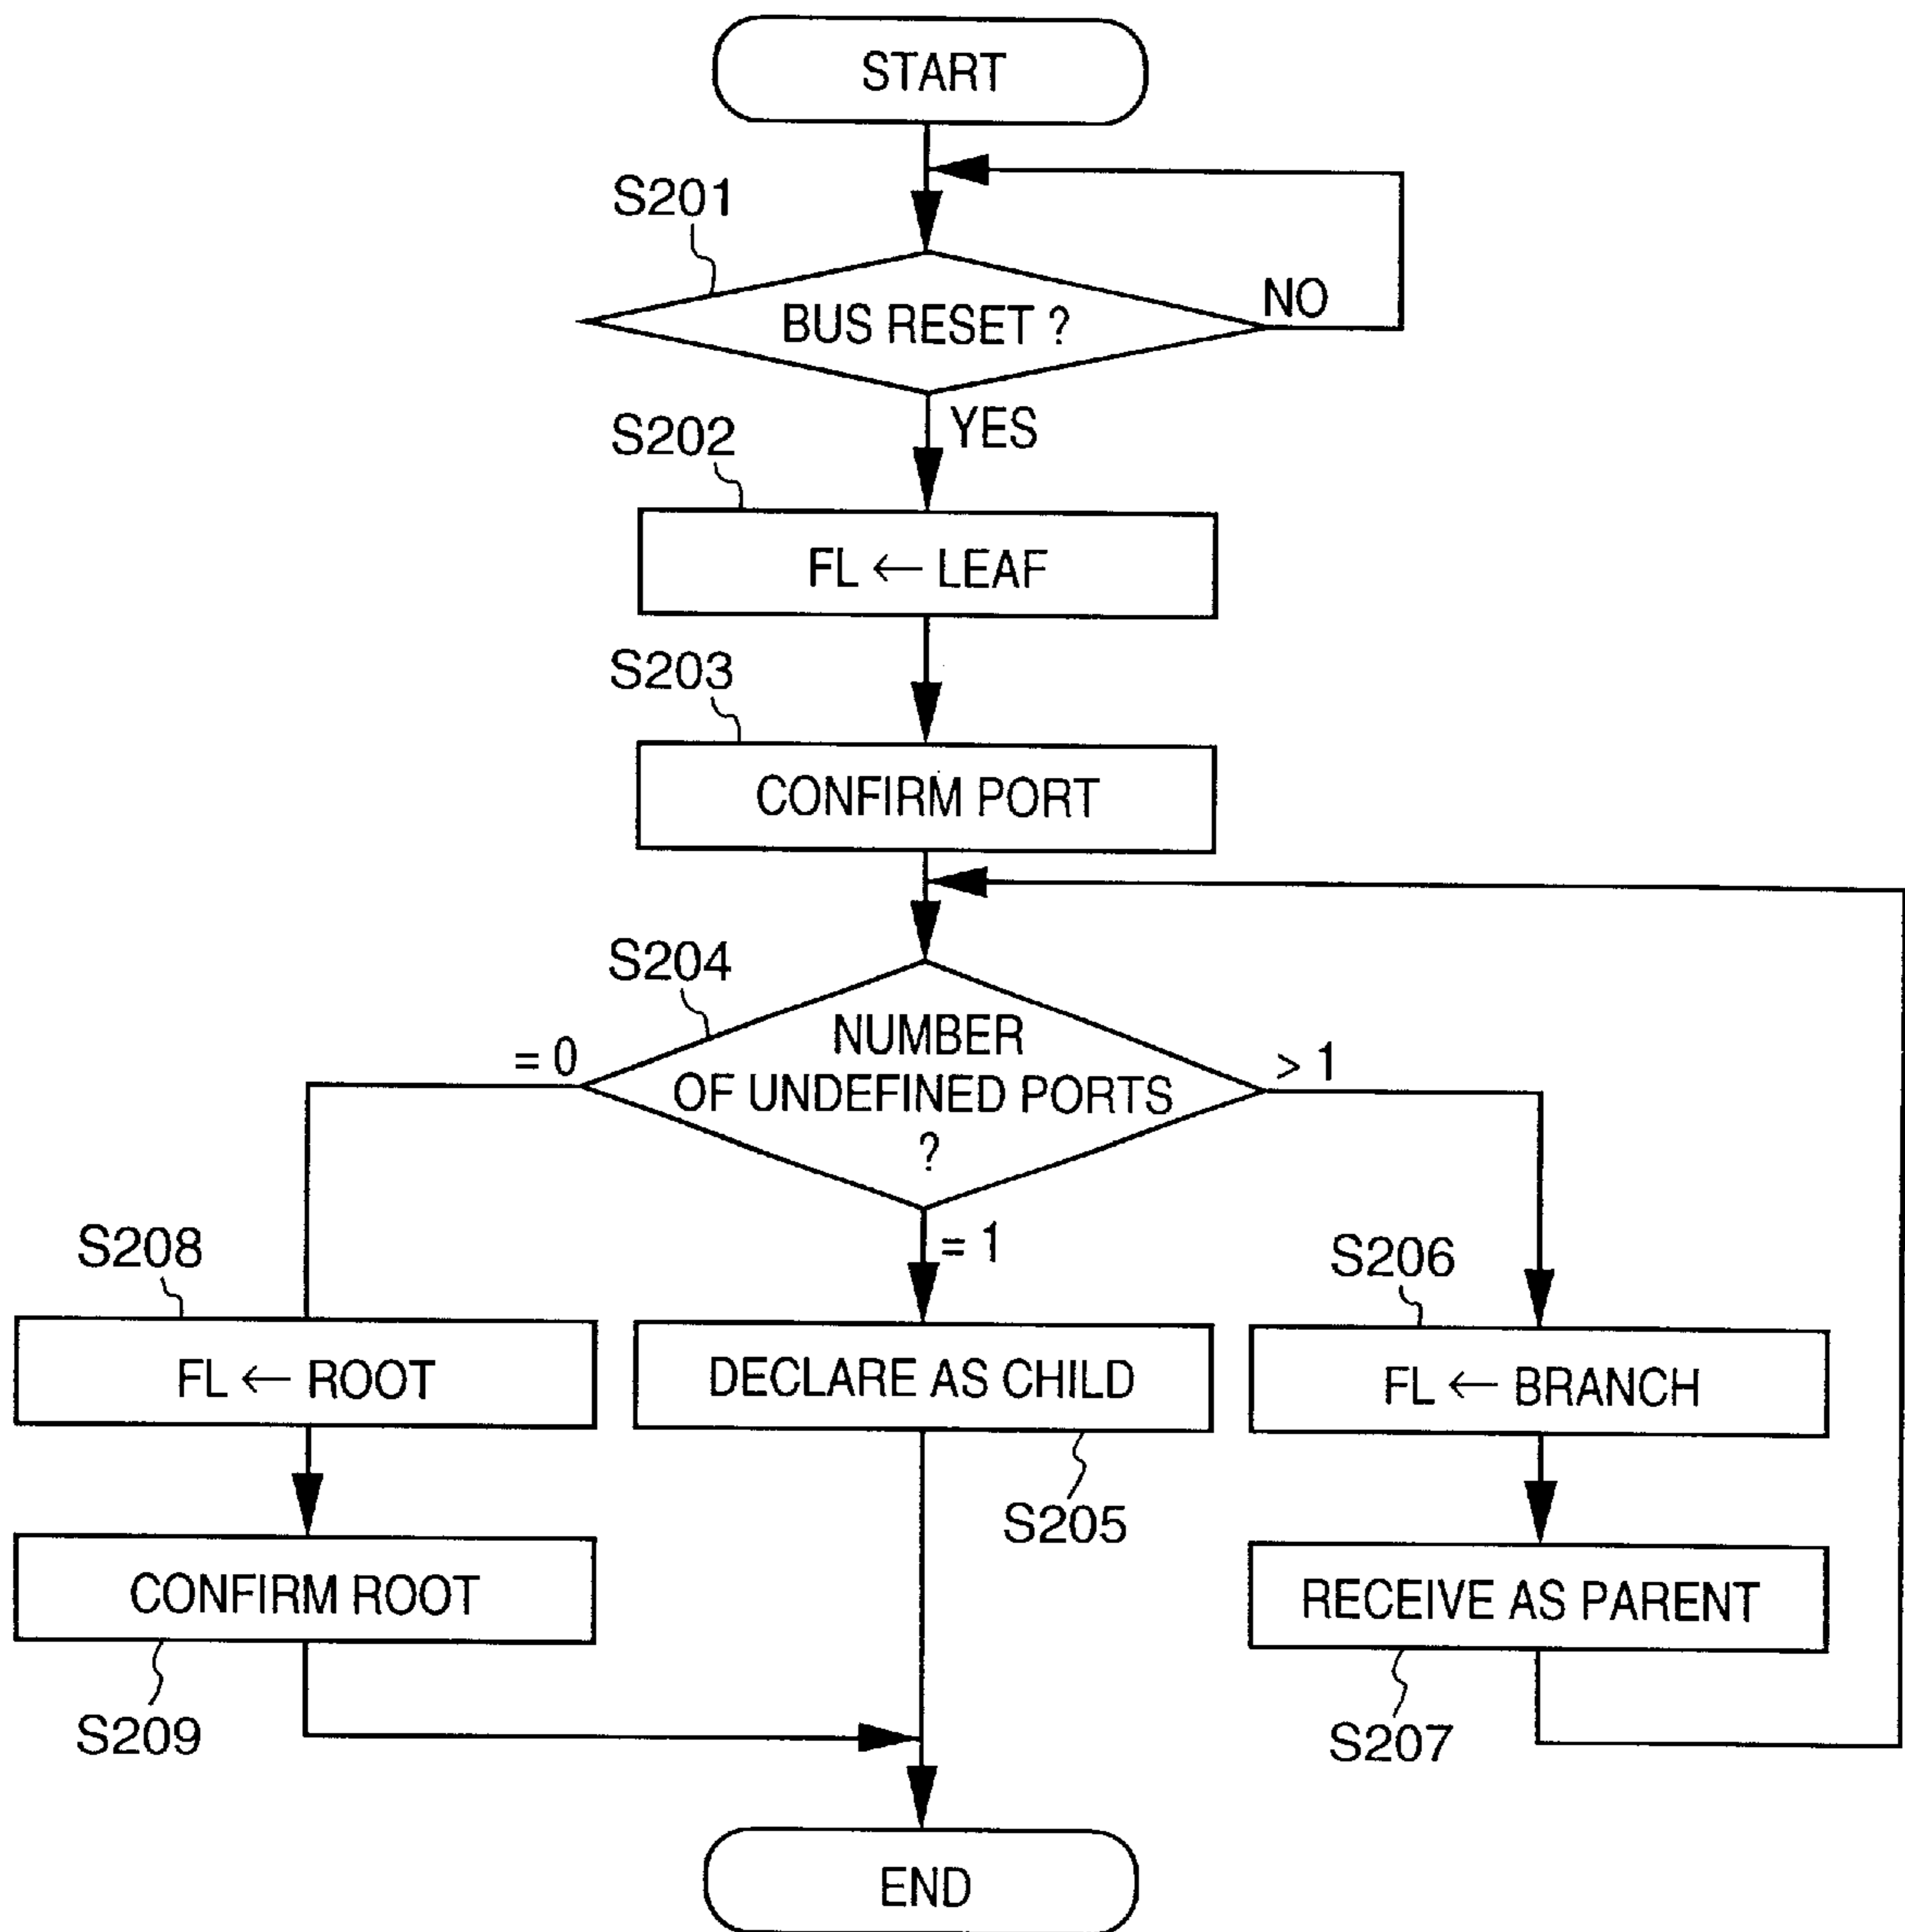 START
S201
BUS RESET ?
NO
YES
S202
FL ← LEAF
S203
CONFIRM PORT
S204
NUMBER
OF UNDEFINED PORTS
?
= 0
= 1
> 1
S208
FL ← ROOT
DECLARE AS CHILD
S205
S206
FL ← BRANCH
CONFIRM ROOT
S209
RECEIVE AS PARENT
S207
END